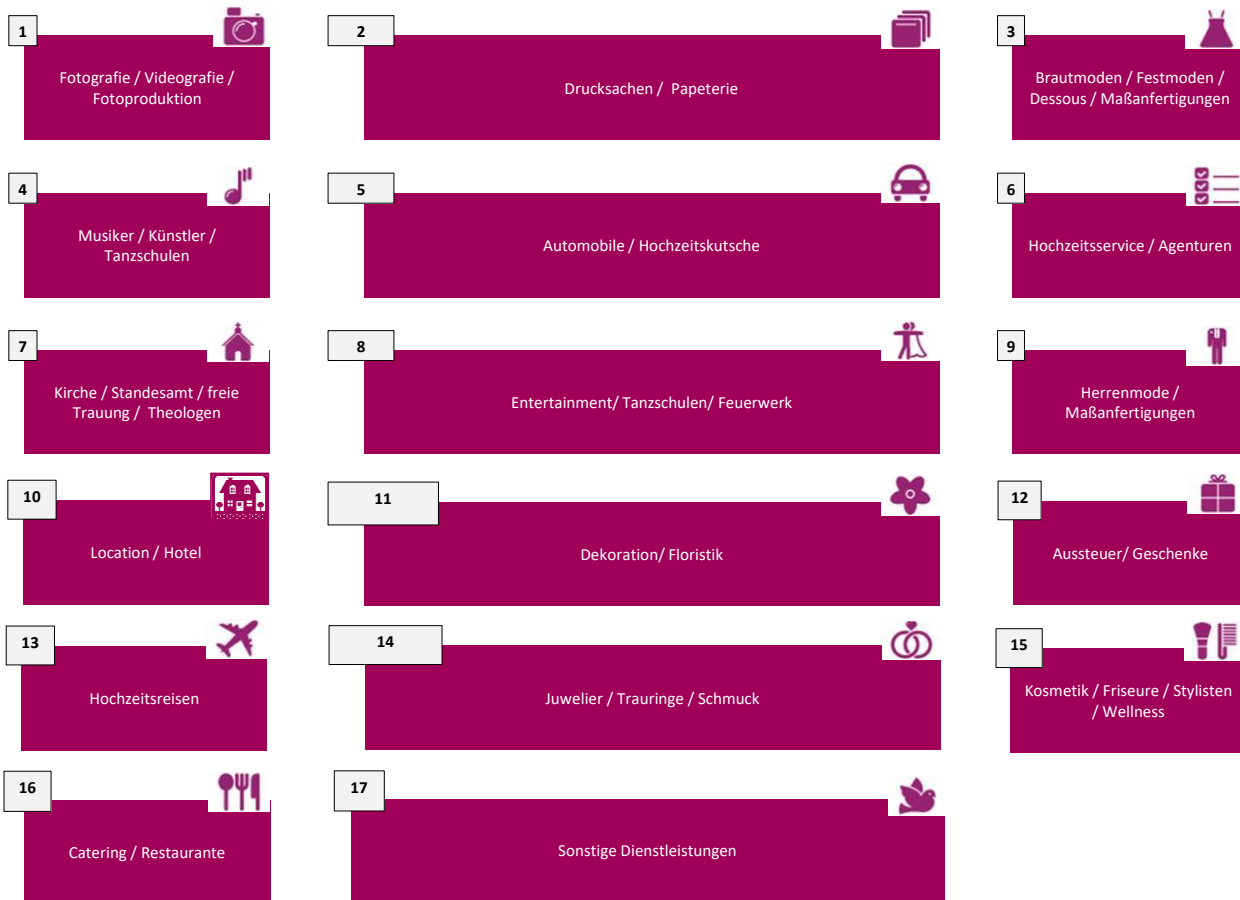 1
Fotografie / Videografie /
Fotoproduktion
2
Drucksachen /  Papeterie
3
Brautmoden / Festmoden /
Dessous / Maßanfertigungen
4
Musiker / Künstler /
Tanzschulen
5
Automobile / Hochzeitskutsche
6
Hochzeitsservice / Agenturen
7
Kirche / Standesamt / freie
Trauung /  Theologen
8
Entertainment/ Tanzschulen/ Feuerwerk
9
Herrenmode /
Maßanfertigungen
10
Location / Hotel
11
Dekoration/ Floristik
12
Aussteuer/ Geschenke
13
Hochzeitsreisen
14
Juwelier / Trauringe / Schmuck
15
Kosmetik / Friseure / Stylisten
/ Wellness
16
Catering / Restaurante
17
Sonstige Dienstleistungen